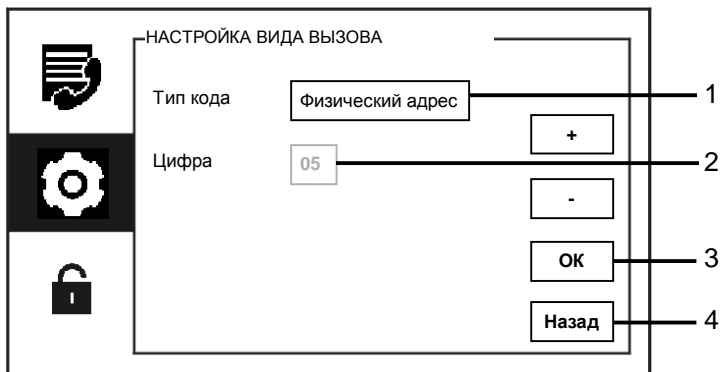 НАСТРОЙКА ВИДА ВЫЗОВА
Тип кода Физический адрес 1
+
Цифра 05 2
-
ОК 3
Назад 4